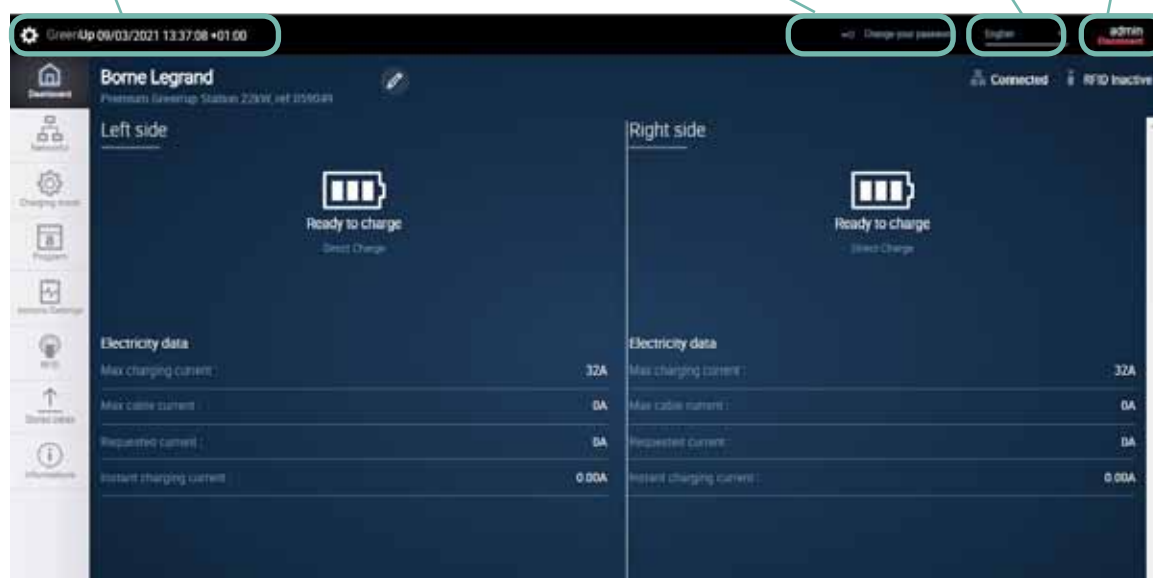 GreenUp 09/03/2021 13:37:08 +01:00
Change your password
English
admin
Disconnect
Dashboard
Borne Legrand
Premium Greenup Station 22kW, ref 059049
Connected
RFID Inactive
Networks
Charging mode
8
Program
RFID
Informations
Left side
Ready to charge
Direct Charge
Electricity data
Max charging current : 32A
Max cable current : 0A
Requested current : 0A
Instant charging current : 0.00A
Right side
Ready to charge
Direct Charge
Electricity data
Max charging current : 32A
Max cable current : 0A
Requested current : 0A
Instant charging current : 0.00A